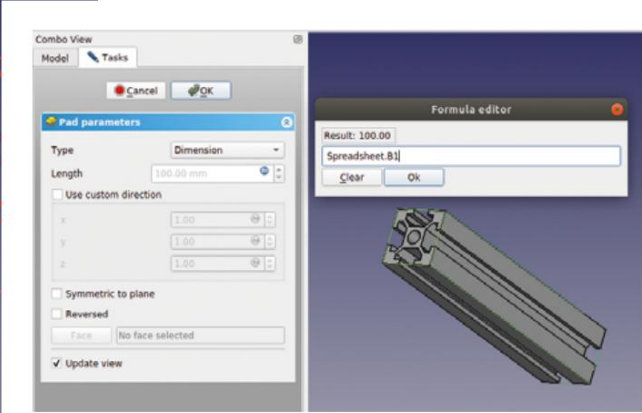 Combo View
Model Tasks
Cancel OK
Pad parameters
Type Dimension
Length 100.00 mm
Use custom direction
x 1.00
y 1.00
z 1.00
Symmetric to plane
Reversed
Face No face selected
Update view
Formula editor
Result: 100.00
Spreadsheet.B1
Clear Ok